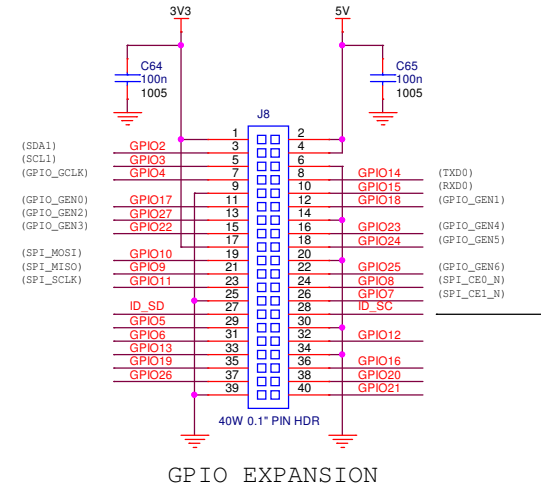 3V3 5V
C64 C65
100n 100n
1005 1005
J8
1 2
(SDA1) GPIO2 3 4
(SCL1) GPIO3 5 6
(GPIO_GCLK) GPIO4 7 8 GPIO14 (TXD0)
9 10 GPIO15 (RXD0)
(GPIO_GEN0) GPIO17 11 12 GPIO18 (GPIO_GEN1)
(GPIO_GEN2) GPIO27 13 14
(GPIO_GEN3) GPIO22 15 16 GPIO23 (GPIO_GEN4)
17 18 GPIO24 (GPIO_GEN5)
(SPI_MOSI) GPIO10 19 20
(SPI_MISO) GPIO9 21 22 GPIO25 (GPIO_GEN6)
(SPI_SCLK) GPIO11 23 24 GPIO8 (SPI_CE0_N)
25 26 GPIO7 (SPI_CE1_N)
ID_SD 27 28 ID_SC
GPIO5 29 30
GPIO6 31 32 GPIO12
GPIO13 33 34
GPIO19 35 36 GPIO16
GPIO26 37 38 GPIO20
39 40 GPIO21
40W 0.1" PIN HDR
GPIO EXPANSION